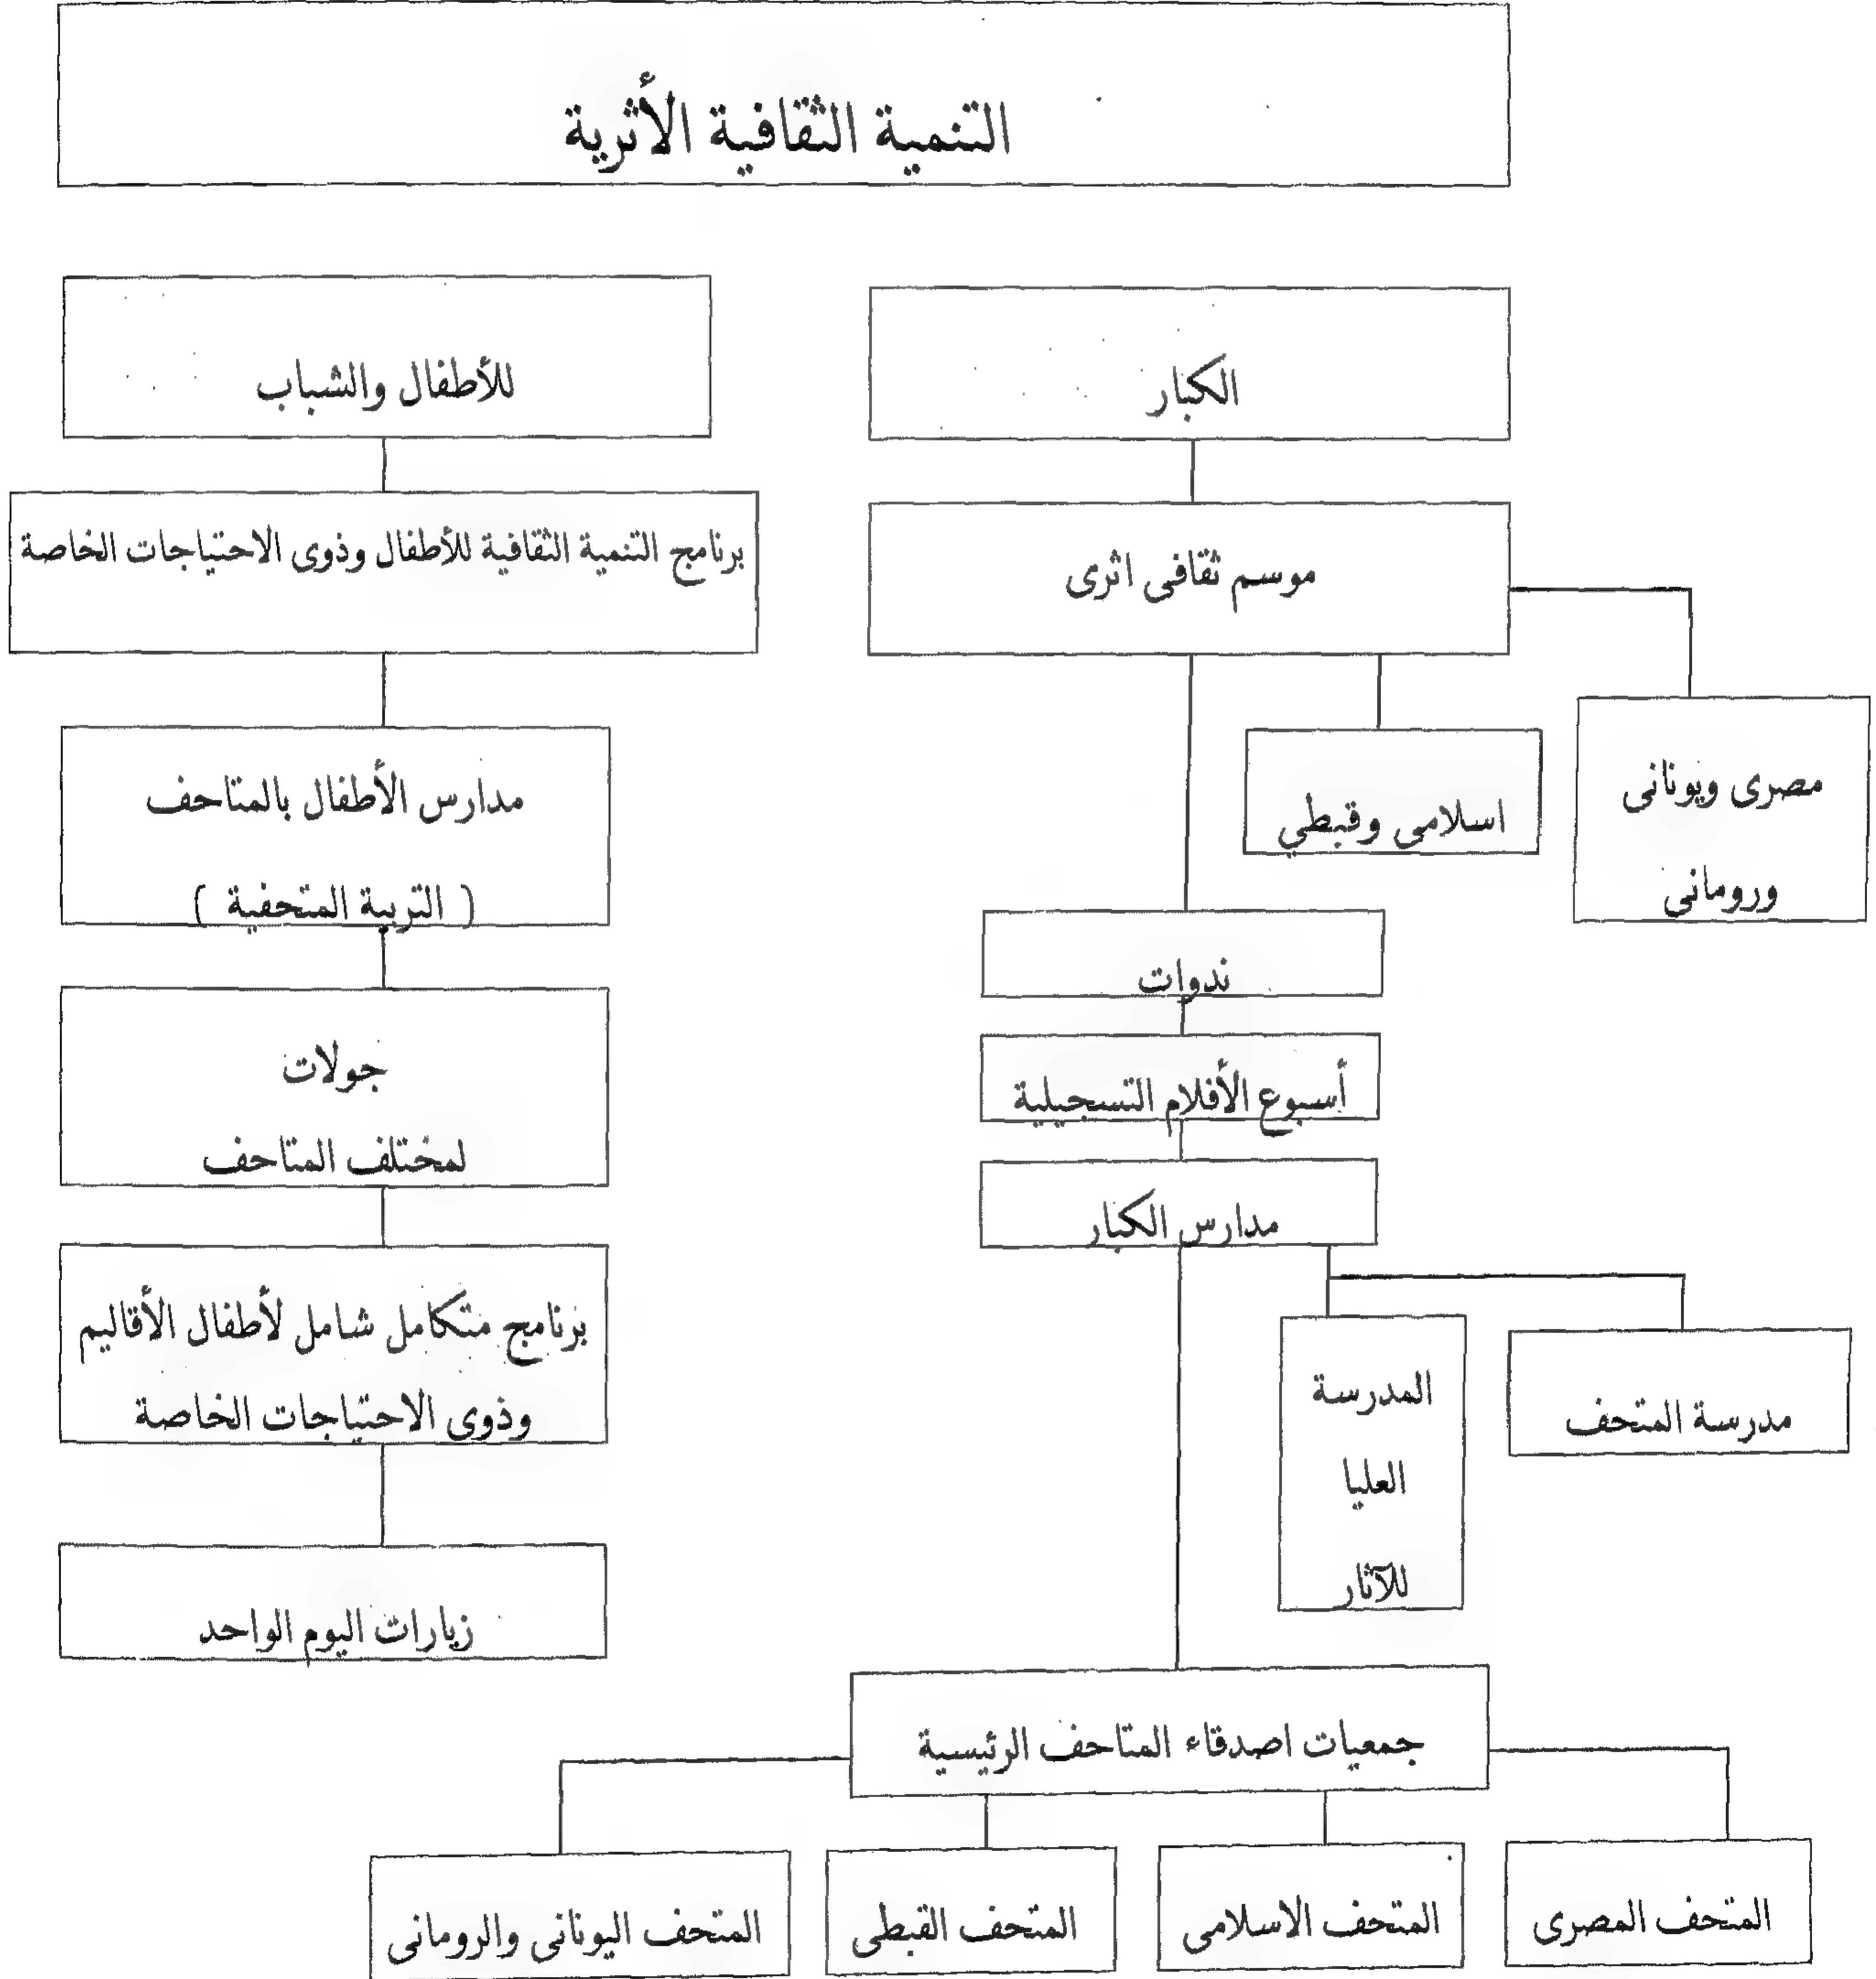 التنمية الثقافية الأثرية
الكبار
للأطفال والشباب
موسم ثقافى اثرى
برنامج التنمية الثقافية للأطفال وذوى الاحتياجات الخاصة
مصرى ويونانى
ورومانى
اسلامى وقبطي
مدارس الأطفال بالمتاحف
( التربية المتحفية )
ندوات
جولات
لمختلف المتاحف
أسبوع الأفلام التسجيلية
مدارس الكبار
برنامج متكامل شامل لأطفال الأقاليم
وذوى الاحتياجات الخاصة
مدرسة المتحف
المدرسة
العليا
للآثار
زيارات اليوم الواحد
جمعيات اصدقاء المتاحف الرئيسية
المتحف المصرى
المتحف الاسلامى
المتحف القبطى
المتحف اليونانى والرومانى